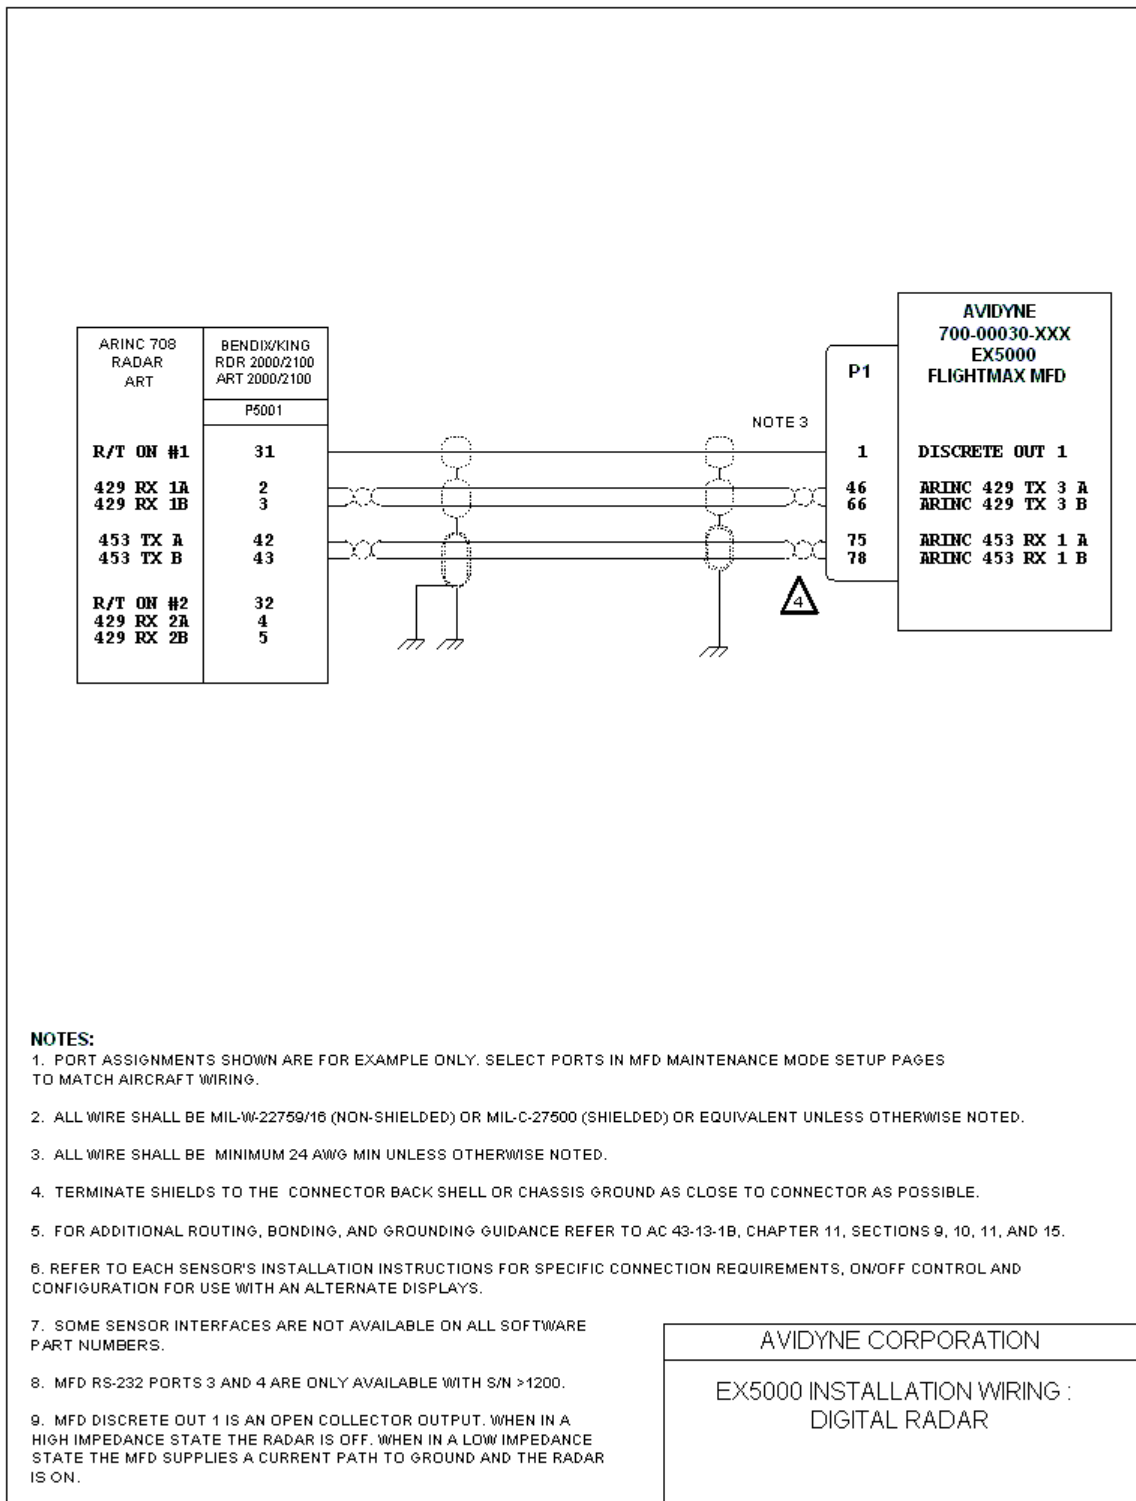 AVIDYNE
700-00030-XXX
EX5000
FLIGHTMAX MFD
ARINC 708
RADAR
ART
BENDIX/KING
RDR 2000/2100
ART 2000/2100
P5001
P1
NOTE 3
R/T ON #1 31 1 DISCRETE OUT 1
429 RX 1A 2 46 ARINC 429 TX 3 A
429 RX 1B 3 66 ARINC 429 TX 3 B
453 TX A 42 75 ARINC 453 RX 1 A
453 TX B 43 78 ARINC 453 RX 1 B
4
R/T ON #2 32
429 RX 2A 4
429 RX 2B 5
NOTES:
1. PORT ASSIGNMENTS SHOWN ARE FOR EXAMPLE ONLY. SELECT PORTS IN MFD MAINTENANCE MODE SETUP PAGES
TO MATCH AIRCRAFT WIRING.
2. ALL WIRE SHALL BE MIL-W-22759/16 (NON-SHIELDED) OR MIL-C-27500 (SHIELDED) OR EQUIVALENT UNLESS OTHERWISE NOTED.
3. ALL WIRE SHALL BE MINIMUM 24 AWG MIN UNLESS OTHERWISE NOTED.
4. TERMINATE SHIELDS TO THE CONNECTOR BACK SHELL OR CHASSIS GROUND AS CLOSE TO CONNECTOR AS POSSIBLE.
5. FOR ADDITIONAL ROUTING, BONDING, AND GROUNDING GUIDANCE REFER TO AC 43-13-1B, CHAPTER 11, SECTIONS 9, 10, 11, AND 15.
6. REFER TO EACH SENSOR'S INSTALLATION INSTRUCTIONS FOR SPECIFIC CONNECTION REQUIREMENTS, ON/OFF CONTROL AND
CONFIGURATION FOR USE WITH AN ALTERNATE DISPLAYS.
7. SOME SENSOR INTERFACES ARE NOT AVAILABLE ON ALL SOFTWARE
PART NUMBERS.
8. MFD RS-232 PORTS 3 AND 4 ARE ONLY AVAILABLE WITH S/N >1200.
9. MFD DISCRETE OUT 1 IS AN OPEN COLLECTOR OUTPUT. WHEN IN A
HIGH IMPEDANCE STATE THE RADAR IS OFF. WHEN IN A LOW IMPEDANCE
STATE THE MFD SUPPLIES A CURRENT PATH TO GROUND AND THE RADAR
IS ON.
AVIDYNE CORPORATION
EX5000 INSTALLATION WIRING :
DIGITAL RADAR